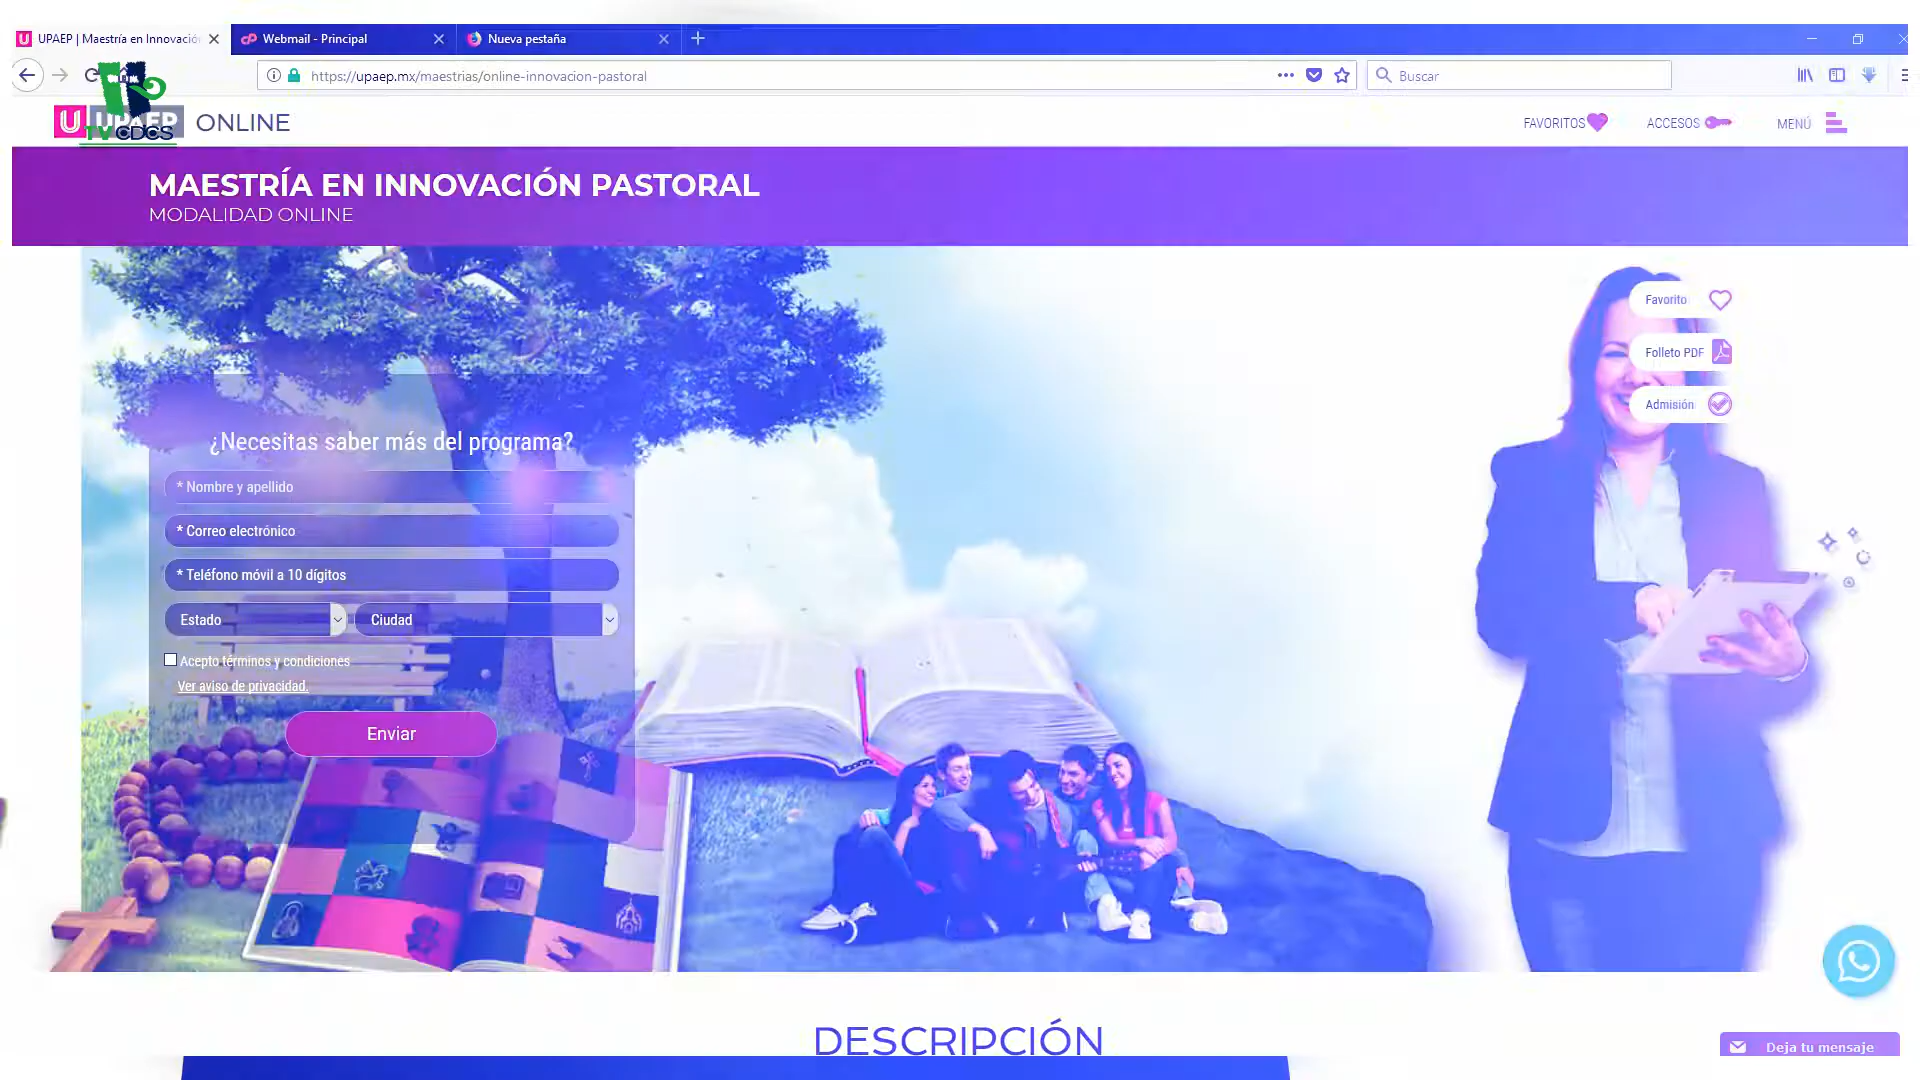 UPAEP | Maestría en Innovació
Webmail - Principal
Nueva pestaña
https://upaep.mx/maestrias/online-innovacion-pastoral
Buscar
UPAEP ONLINE
TV CDCS
FAVORITOS
ACCESOS
MENÚ
MAESTRÍA EN INNOVACIÓN PASTORAL
MODALIDAD ONLINE
Favorito
Folleto PDF
Admisión
¿Necesitas saber más del programa?
* Nombre y apellido
* Correo electrónico
* Teléfono móvil a 10 dígitos
Estado
Ciudad
Acepto términos y condiciones
Ver aviso de privacidad.
Enviar
DESCRIPCIÓN
Deja tu mensaje